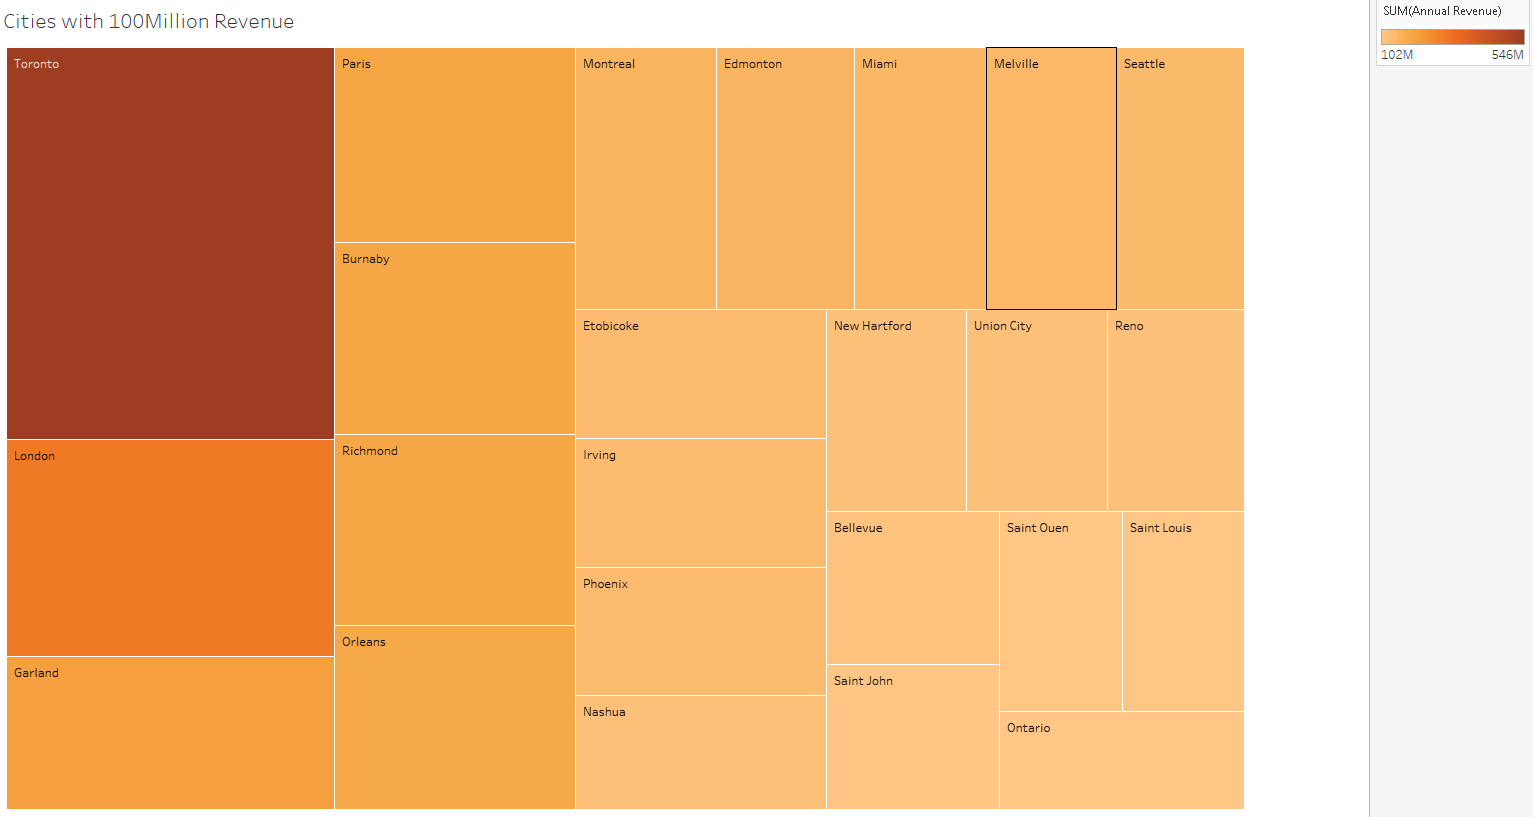 Cities with 100Million Revenue
SUM(Annual Revenue)
102M 546M
Toronto
London
Garland
Paris
Burnaby
Richmond
Orleans
Montreal
Edmonton
Miami
Melville
Seattle
Etobicoke
Irving
Phoenix
Nashua
New Hartford
Union City
Reno
Bellevue
Saint John
Saint Ouen
Saint Louis
Ontario